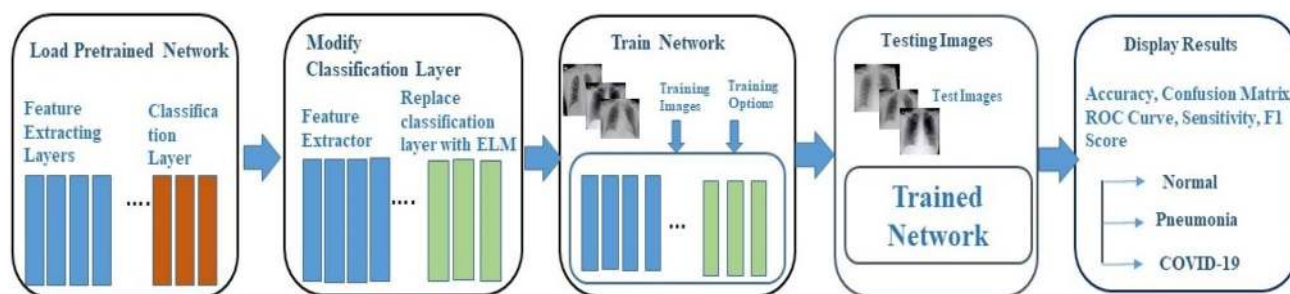 Load Pretrained Network
Feature
Extracting
Layers
Classifica
tion
Layer
....
Modify
Classification Layer
Feature
Extractor
Replace
classification
layer with ELM
....
Train Network
Training
Images
Training
Options
...
Testing Images
Test Images
Trained
Network
Display Results
Accuracy, Confusion Matrix
ROC Curve, Sensitivity, F1
Score
Normal
Pneumonia
COVID-19